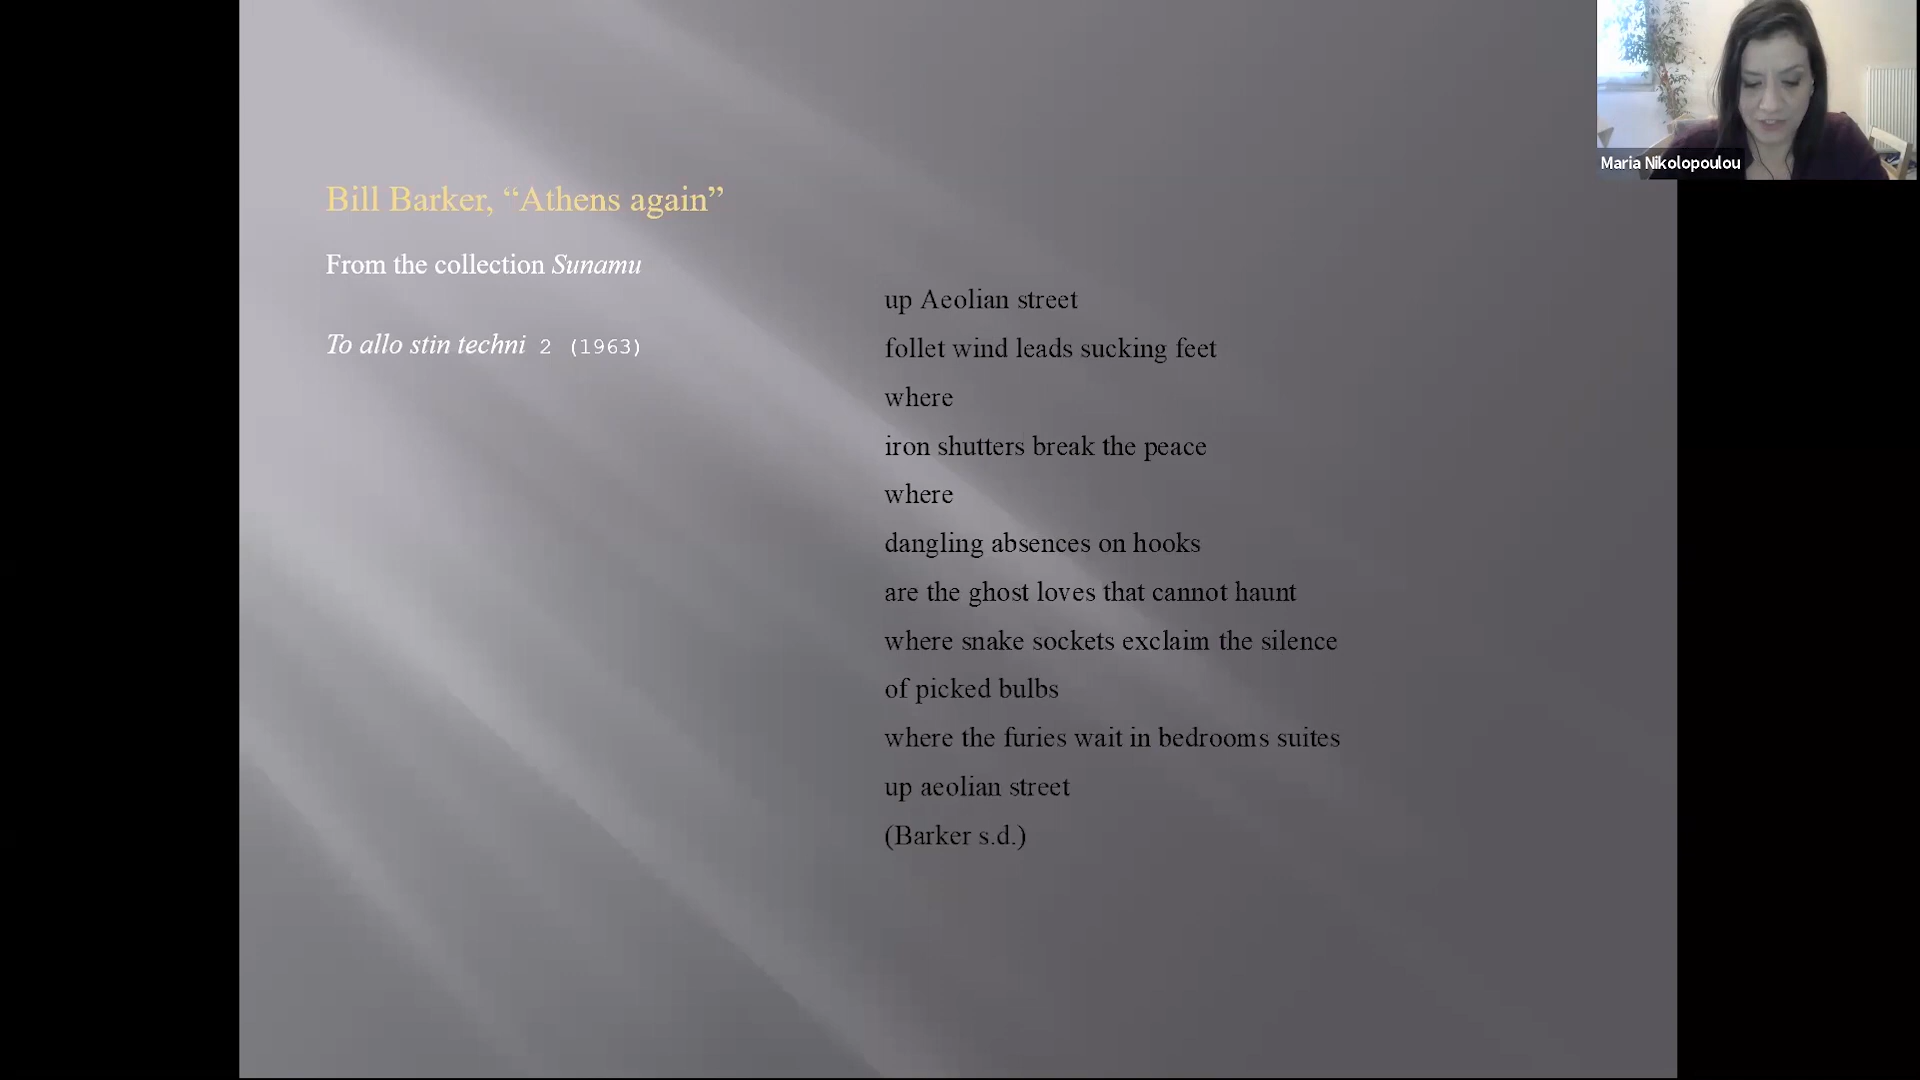 Bill Barker, “Athens again”
From the collection Sunamu
To allo stin techni 2 (1963)
up Aeolian street
follet wind leads sucking feet
where
iron shutters break the peace
where
dangling absences on hooks
are the ghost loves that cannot haunt
where snake sockets exclaim the silence
of picked bulbs
where the furies wait in bedrooms suites
up aeolian street
(Barker s.d.)
Maria Nikolopoulou